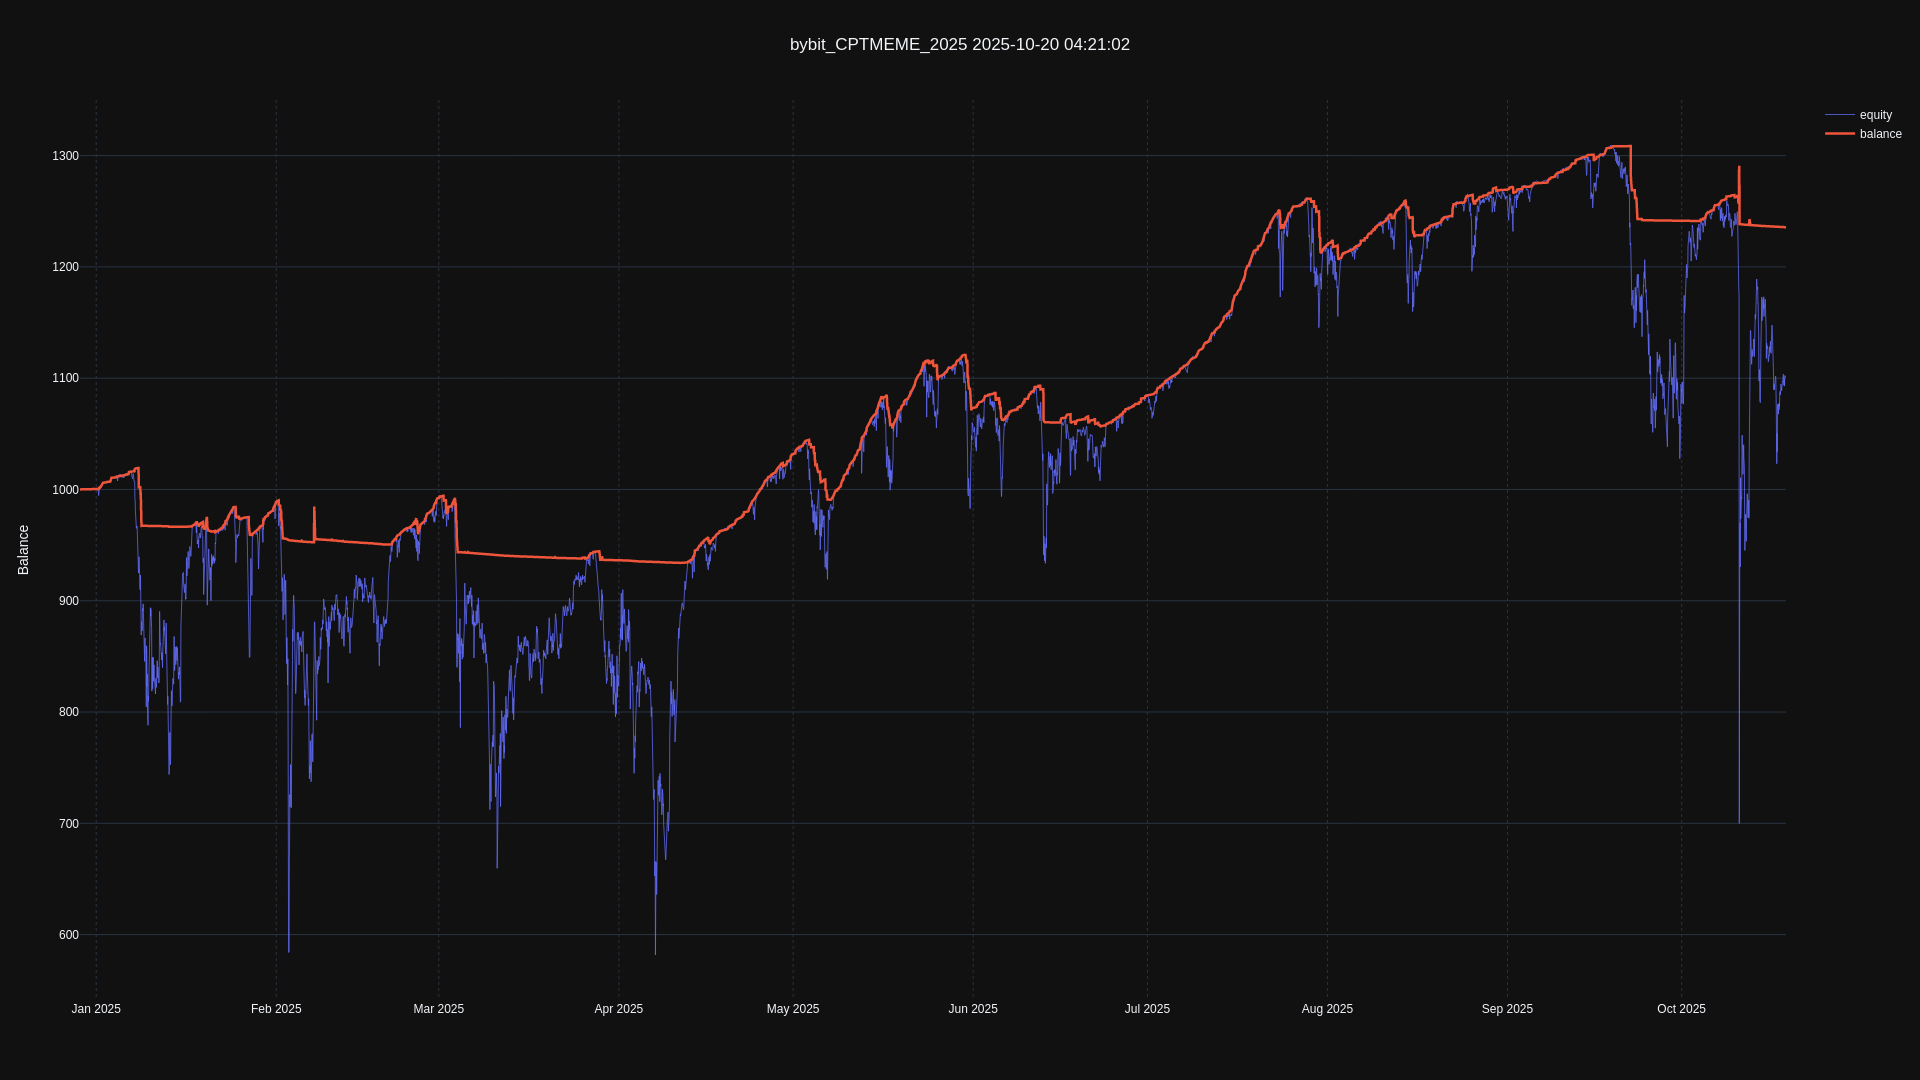 bybit_CPTMEME_2025 2025-10-20 04:21:02
equity
balance
1300
1200
1100
1000
900
800
700
600
Balance
Jan 2025
Feb 2025
Mar 2025
Apr 2025
May 2025
Jun 2025
Jul 2025
Aug 2025
Sep 2025
Oct 2025